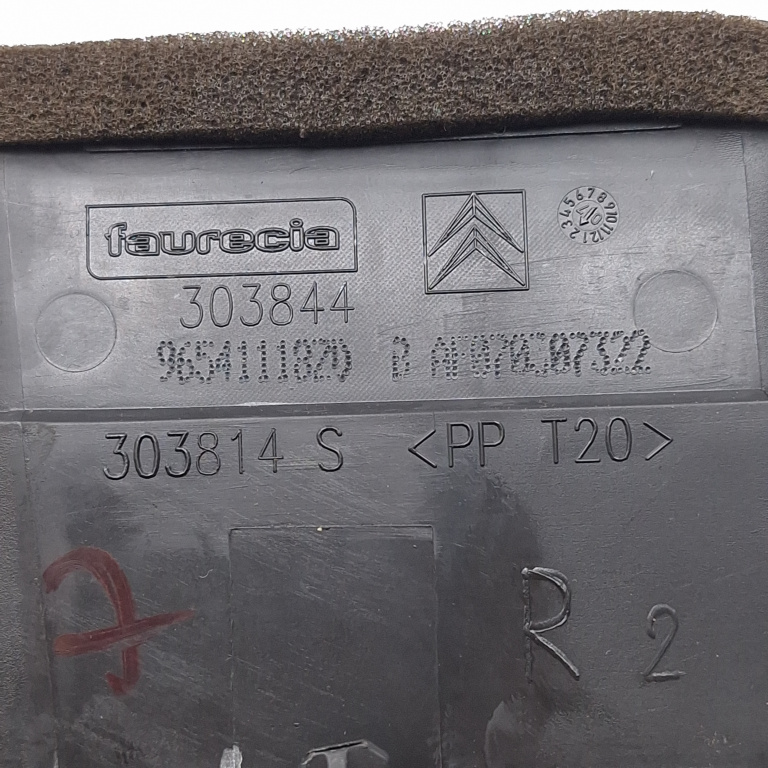 faurecia
303844
9654111820 D
303814 S <PP T20>
R 2